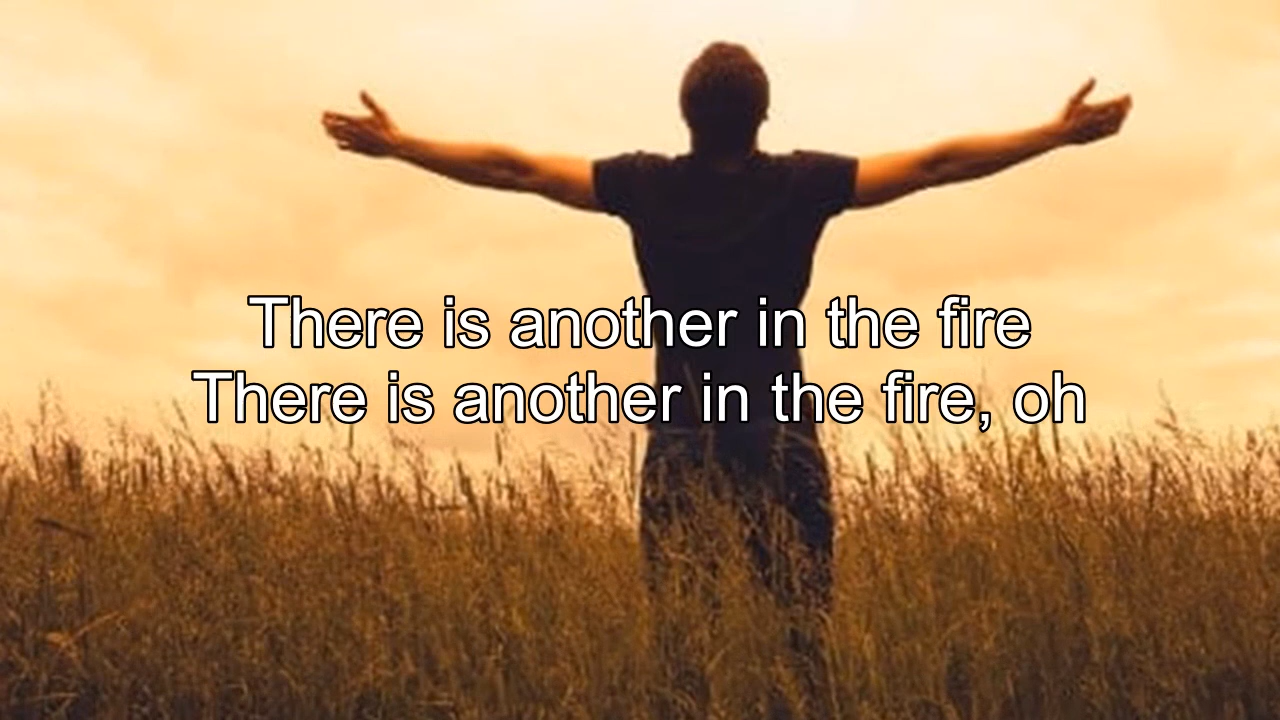 There is another in the fire
There is another in the fire, oh